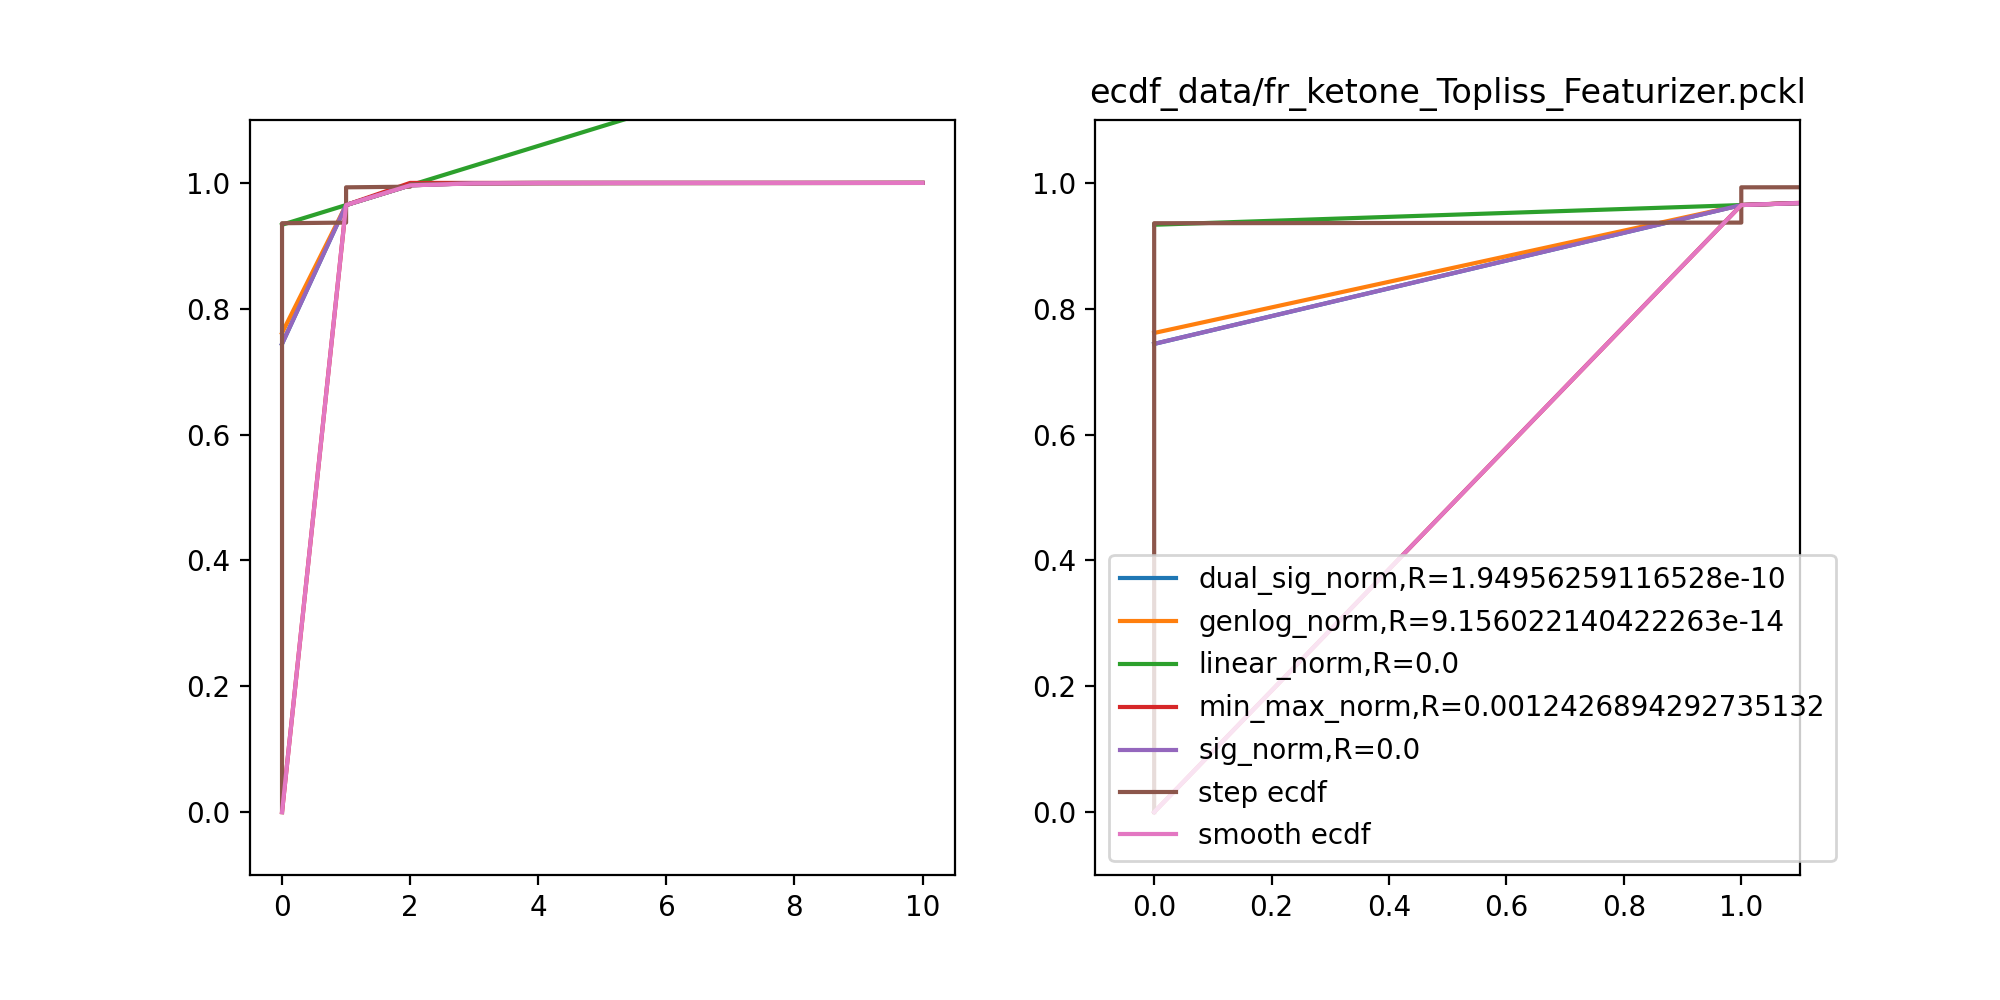 ecdf_data/fr_ketone_Topliss_Featurizer.pckl
1.0
0.8
0.6
0.4
0.2
0.0
0 2 4 6 8 10
1.0
0.8
0.6
0.4
0.2
0.0
0.0 0.2 0.4 0.6 0.8 1.0
dual_sig_norm,R=1.94956259116528e-10
genlog_norm,R=9.156022140422263e-14
linear_norm,R=0.0
min_max_norm,R=0.0012426894292735132
sig_norm,R=0.0
step ecdf
smooth ecdf